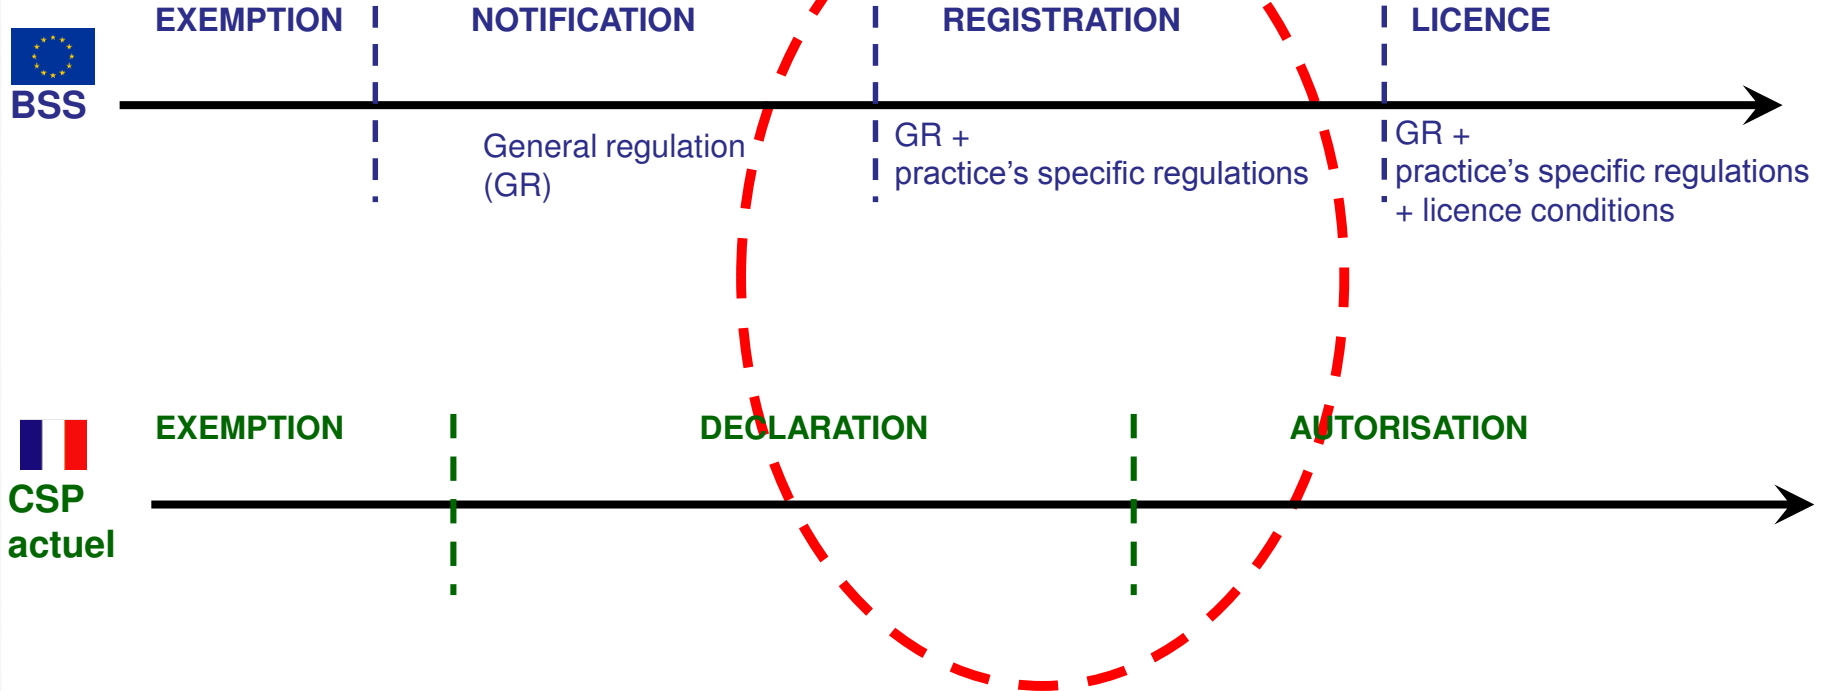 EXEMPTION NOTIFICATION REGISTRATION LICENCE
BSS
General regulation
(GR)
GR +
practice's specific regulations
GR +
practice's specific regulations
+ licence conditions
EXEMPTION DECLARATION AUTORISATION
CSP
actuel